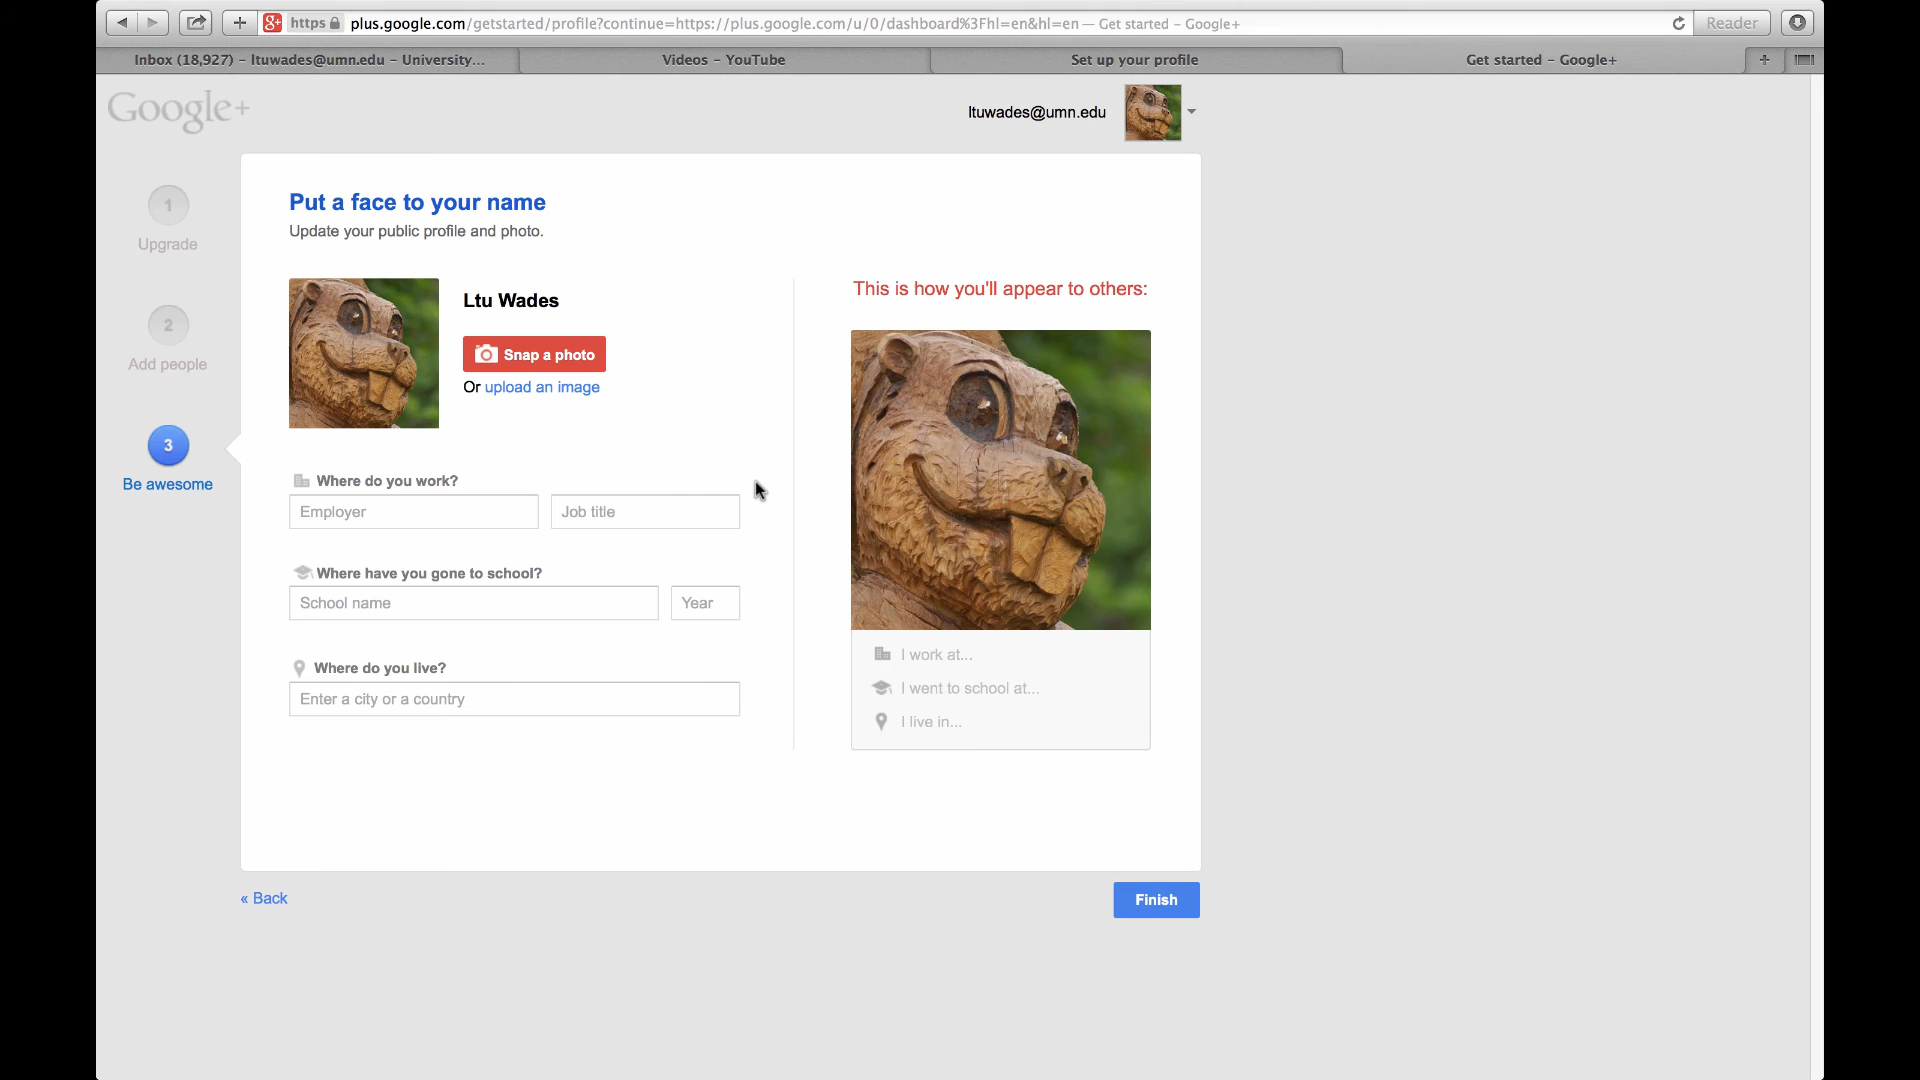 https plus.google.com/getstarted/profile?continue=https://plus.google.com/u/0/dashboard%3Fhl=en&hl=en — Get started - Google+
Reader
Inbox (18,927) - ltuwades@umn.edu - University...
Videos - YouTube
Set up your profile
Get started - Google+
Google+
ltuwades@umn.edu
1
Upgrade
2
Add people
3
Be awesome
Put a face to your name
Update your public profile and photo.
Ltu Wades
Snap a photo
Or upload an image
Where do you work?
Employer
Job title
Where have you gone to school?
School name
Year
Where do you live?
Enter a city or a country
This is how you'll appear to others:
I work at...
I went to school at...
I live in...
« Back
Finish